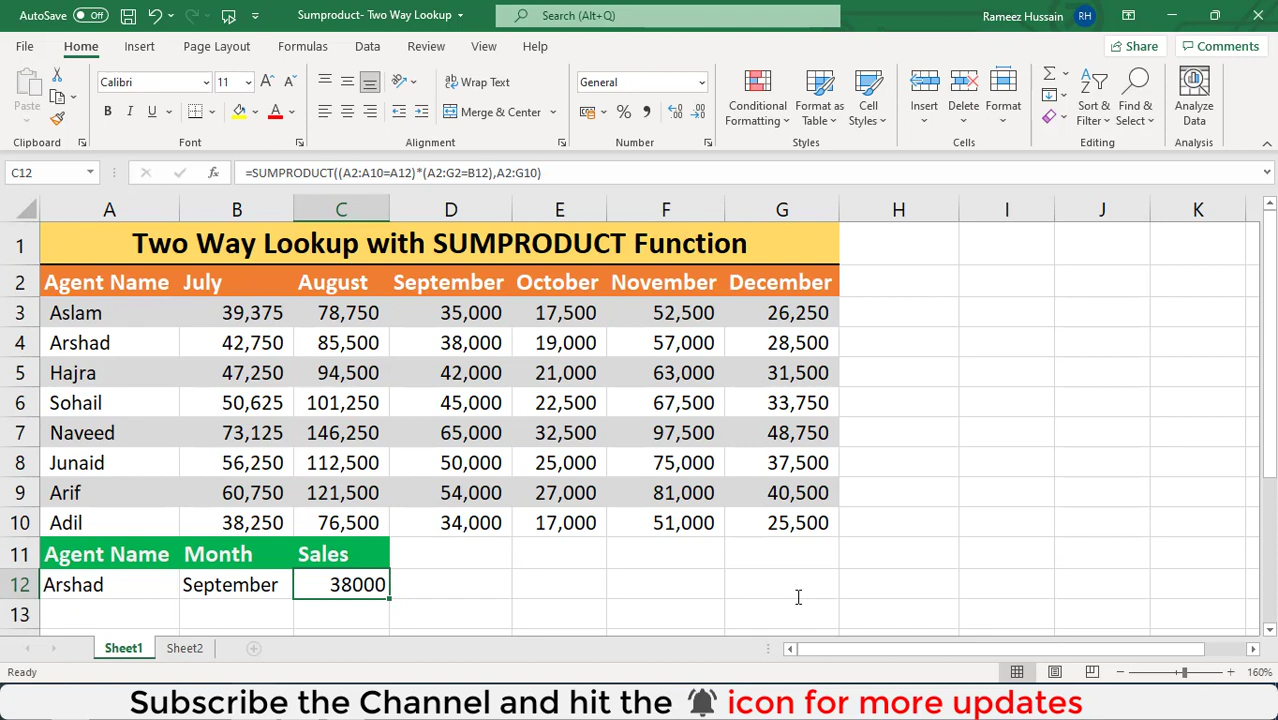 AutoSave Off Sumproduct- Two Way Lookup Search (Alt+Q) Rameez Hussain RH
File Home Insert Page Layout Formulas Data Review View Help Share Comments
Paste Calibri 11 A A Wrap Text General Conditional Formatting Format as Table Cell Styles Insert Delete Format Sort & Filter Find & Select Analyze Data
B I U A Merge & Center % 
Clipboard Font Alignment Number Styles Cells Editing Analysis
C12 fx =SUMPRODUCT((A2:A10=A12)*(A2:G2=B12),A2:G10)
A B C D E F G H I J K
1 Two Way Lookup with SUMPRODUCT Function
2 Agent Name July August September October November December
3 Aslam 39,375 78,750 35,000 17,500 52,500 26,250
4 Arshad 42,750 85,500 38,000 19,000 57,000 28,500
5 Hajra 47,250 94,500 42,000 21,000 63,000 31,500
6 Sohail 50,625 101,250 45,000 22,500 67,500 33,750
7 Naveed 73,125 146,250 65,000 32,500 97,500 48,750
8 Junaid 56,250 112,500 50,000 25,000 75,000 37,500
9 Arif 60,750 121,500 54,000 27,000 81,000 40,500
10 Adil 38,250 76,500 34,000 17,000 51,000 25,500
11 Agent Name Month Sales
12 Arshad September 38000
13
Sheet1 Sheet2
Ready 160%
Subscribe the Channel and hit the icon for more updates